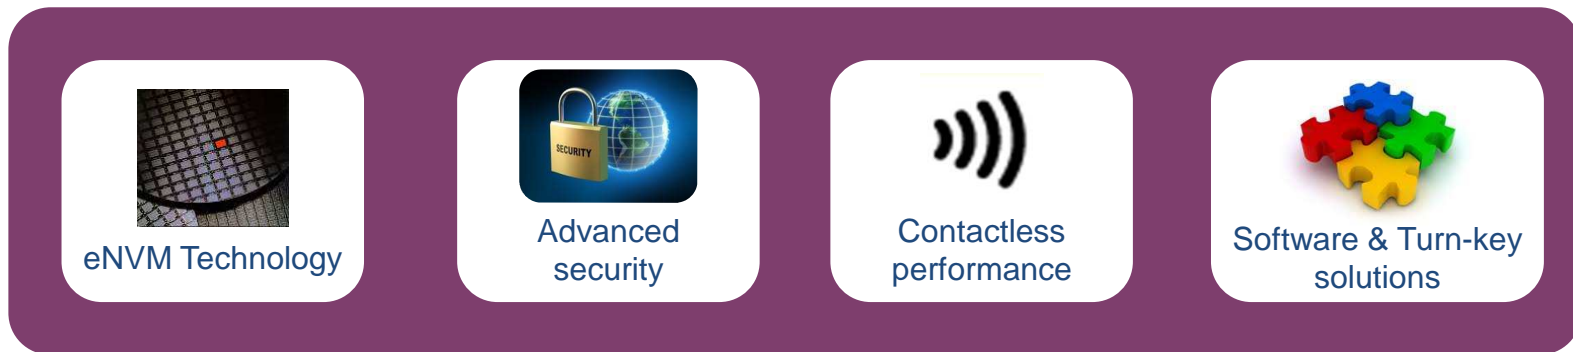 SECURITY
eNVM Technology
Advanced
security
Contactless
performance
Software & Turn-key
solutions